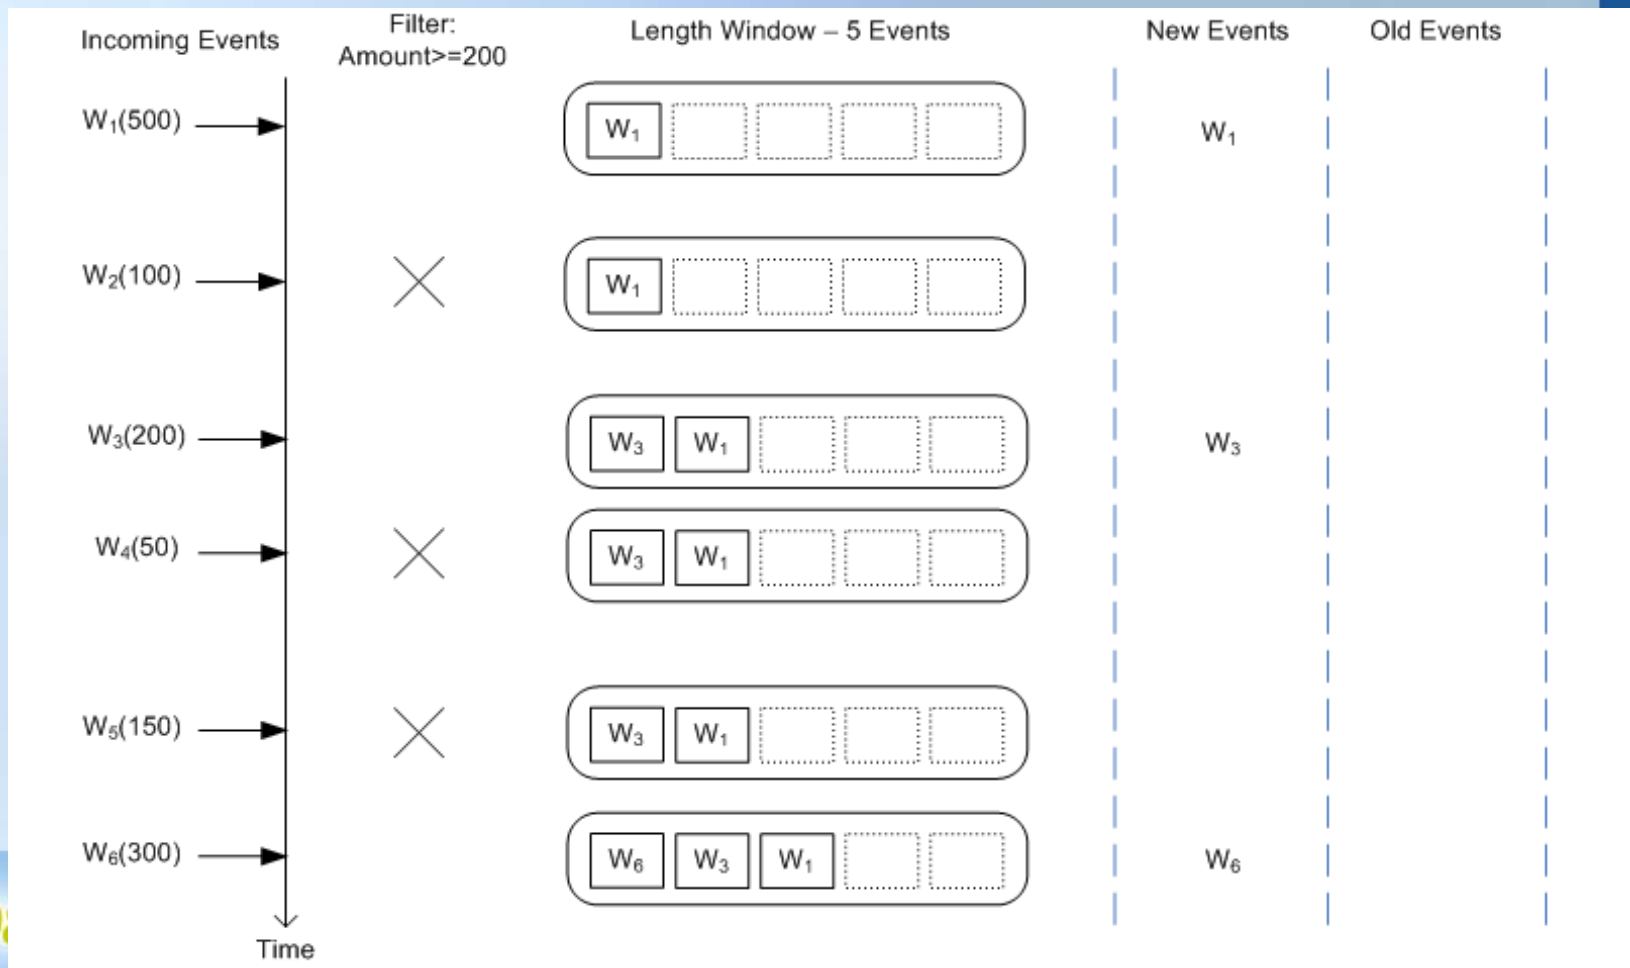 Incoming Events
Filter:
Amount>=200
Length Window – 5 Events
New Events
Old Events
W₁(500)
W₁
W₁
W₂(100)
W₁
W₃(200)
W₃ W₁
W₃
W₄(50)
W₃ W₁
W₅(150)
W₃ W₁
W₆(300)
W₆ W₃ W₁
W₆
Time